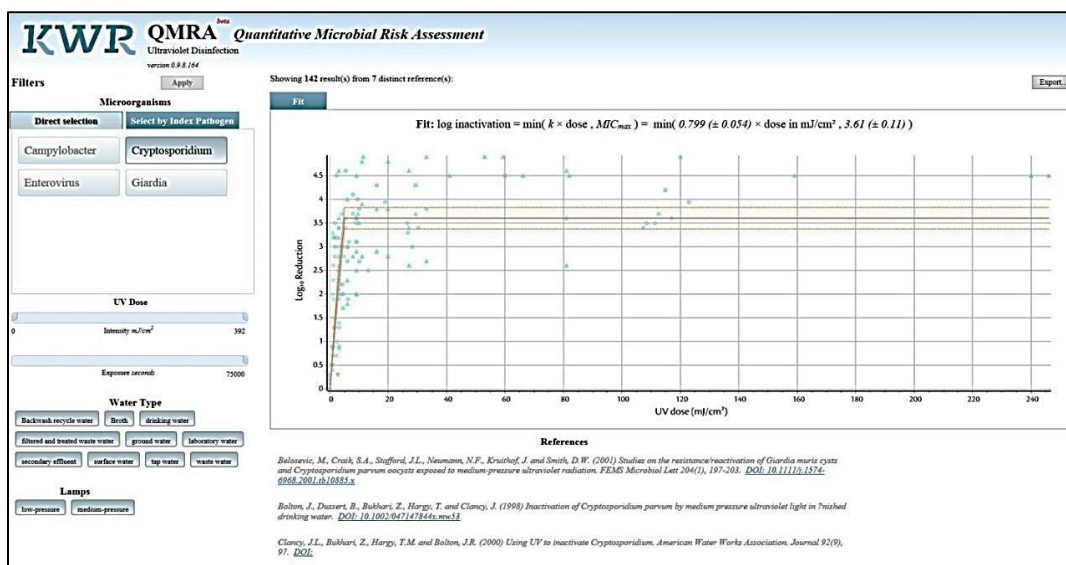 KWR QMRA beta Quantitative Microbial Risk Assessment
Ultraviolet Disinfection
version 0.9.8.164
Filters
Apply
Microorganisms
Direct selection
Select by Index Pathogen
Campylobacter
Cryptosporidium
Enterovirus
Giardia
UV Dose
0 Intensity mJ/cm² 392
Exposure seconds 75000
Water Type
Backwash recycle water Broth drinking water
filtered and treated waste water ground water laboratory water
secondary effluent surface water tap water waste water
Lamps
low-pressure medium-pressure
Showing 142 result(s) from 7 distinct reference(s):
Export...
Fit
Fit: log inactivation = min( k × dose , MIC max ) = min( 0.799 (± 0.054) × dose in mJ/cm² , 3.61 (± 0.11) )
Log₁₀ Reduction
4.5
4
3.5
3
2.5
2
1.5
1
0.5
0
0 20 40 60 80 100 120 140 160 180 200 220 240
UV dose (mJ/cm²)
References
Belosevic, M., Craik, S.A., Stafford, J.L., Neumann, N.F., Kruithof, J. and Smith, D.W. (2001) Studies on the resistance/reactivation of Giardia muris cysts
and Cryptosporidium parvum oocysts exposed to medium-pressure ultraviolet radiation. FEMS Microbiol Lett 204(1), 197-203. DOI: 10.1111/j.1574-
6968.2001.tb10885.x
Bolton, J., Dussert, B., Bukhari, Z., Hargy, T. and Clancy, J. (1998) Inactivation of Cryptosporidium parvum by medium pressure ultraviolet light in ?nished
drinking water. DOI: 10.1002/047147844x.mw53
Clancy, J.L., Bukhari, Z., Hargy, T.M. and Bolton, J.R. (2000) Using UV to inactivate Cryptosporidium. American Water Works Association. Journal 92(9),
97. DOI: